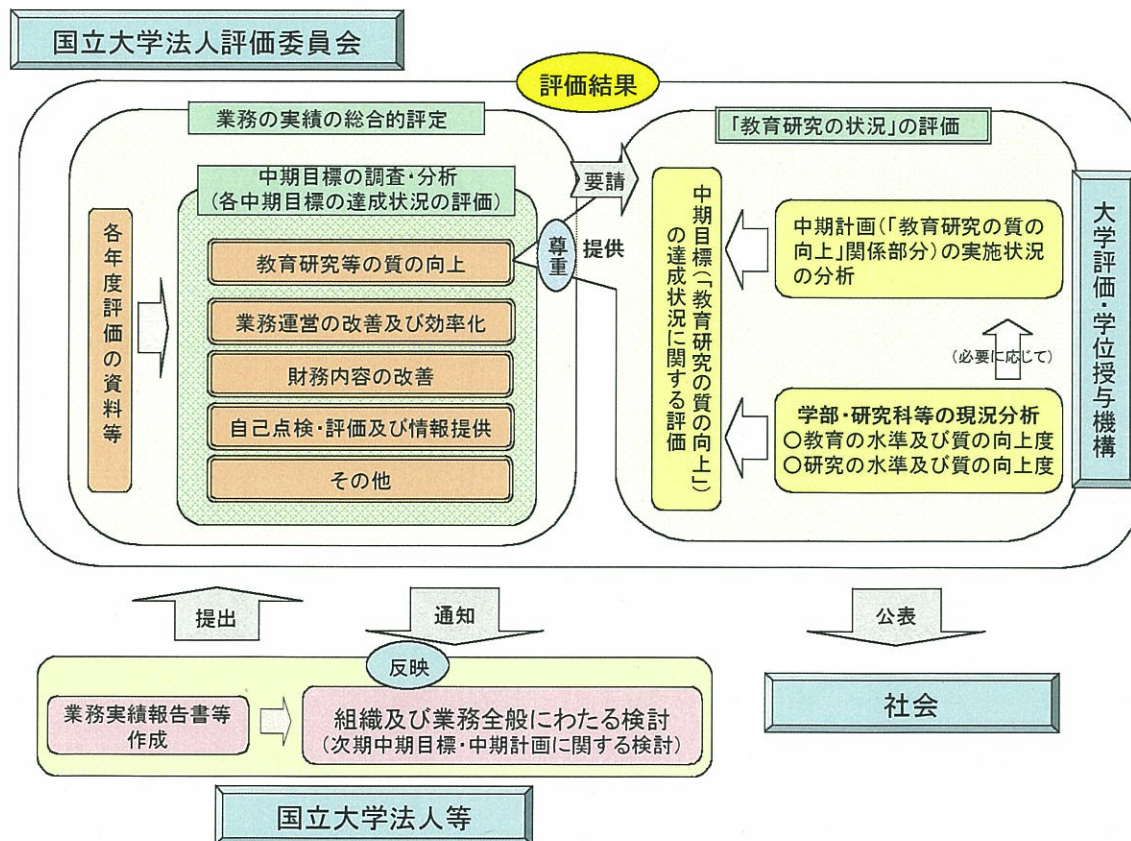 国立大学法人評価委員会
評価結果
業務の実績の総合的評定
中期目標の調査・分析
(各中期目標の達成状況の評価)
各年度評価の資料等
教育研究等の質の向上
業務運営の改善及び効率化
財務内容の改善
自己点検・評価及び情報提供
その他
要請
尊重
提供
「教育研究の状況」の評価
中期目標(「教育研究の質の向上」)
の達成状況に関する評価
中期計画(「教育研究の質の
向上」関係部分)の実施状況
の分析
(必要に応じて)
学部・研究科等の現況分析
○教育の水準及び質の向上度
○研究の水準及び質の向上度
大学評価・学位授与機構
提出
通知
公表
反映
業務実績報告書等
作成
組織及び業務全般にわたる検討
(次期中期目標・中期計画に関する検討)
社会
国立大学法人等